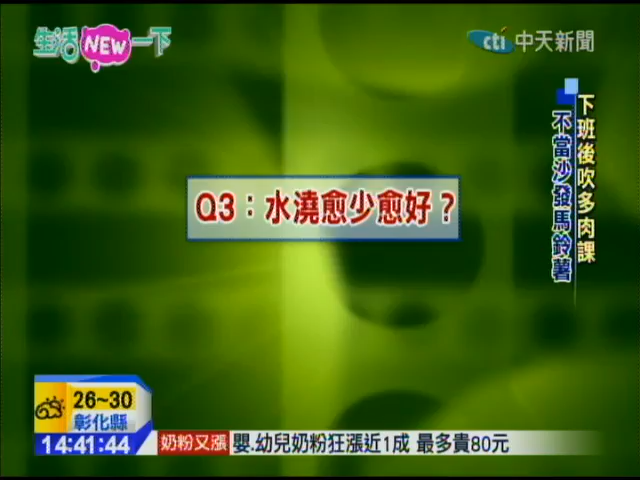 生活NEW一下
cti 中天新聞
下班後吹多肉課
不當沙發馬鈴薯
Q3：水澆愈少愈好？
26~30
彰化縣
14:41:44
奶粉又漲 嬰.幼兒奶粉狂漲近1成 最多貴80元